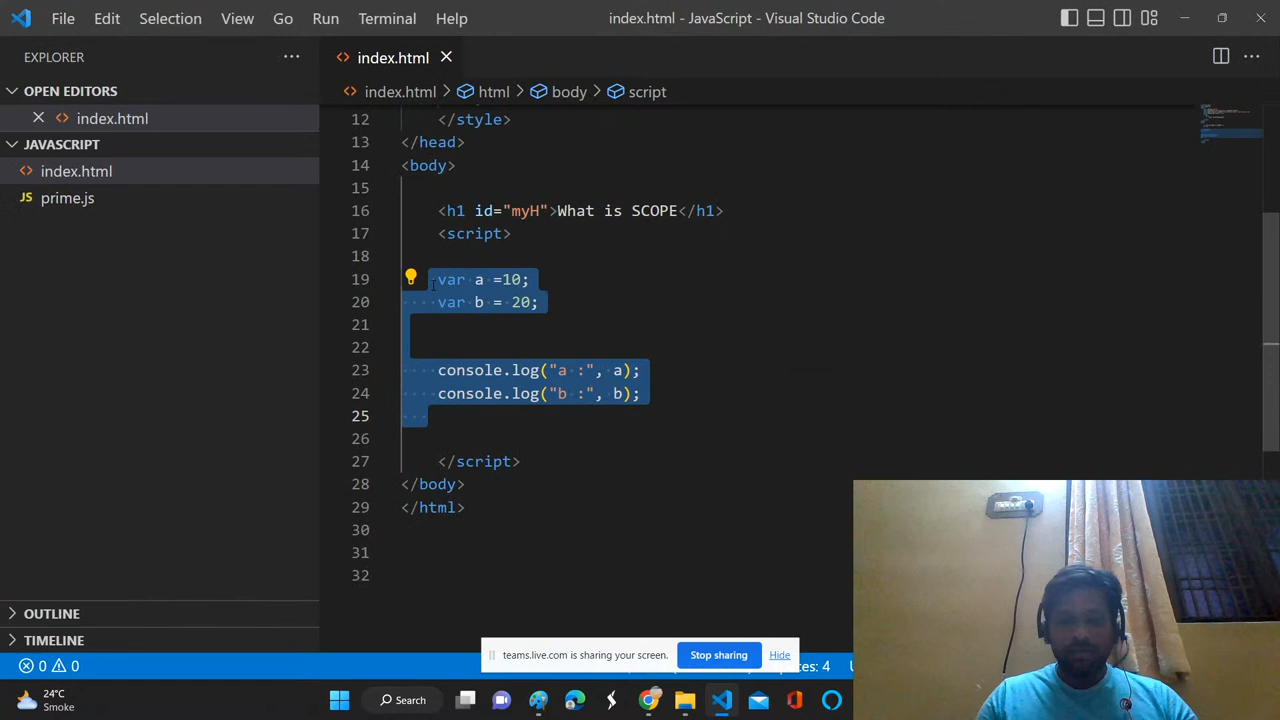 File Edit Selection View Go Run Terminal Help
index.html - JavaScript - Visual Studio Code
EXPLORER
index.html
OPEN EDITORS
index.html > html > body > script
index.html
JAVASCRIPT
index.html
prime.js
12 </style>
13 </head>
14 <body>
15
16 <h1 id="myH">What is SCOPE</h1>
17 <script>
18
19 var a =10;
20 var b = 20;
21
22
23 console.log("a :", a);
24 console.log("b :", b);
25
26
27 </script>
28 </body>
29 </html>
30
31
32
OUTLINE
TIMELINE
0 0
teams.live.com is sharing your screen. Stop sharing Hide
24°C
Smoke
Search